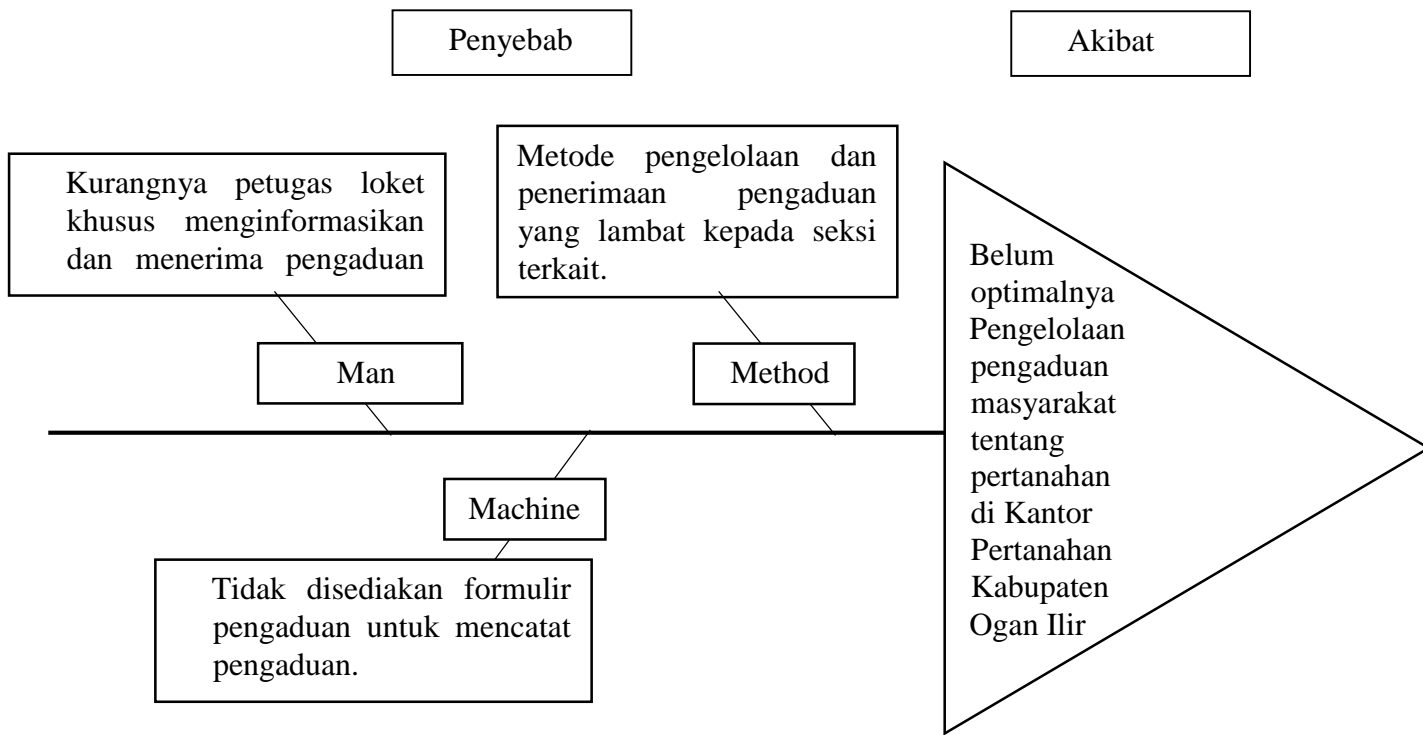 Penyebab
Akibat
Kurangnya petugas loket
khusus menginformasikan
dan menerima pengaduan
Metode pengelolaan dan
penerimaan pengaduan
yang lambat kepada seksi
terkait.
Man
Method
Machine
Tidak disediakan formulir
pengaduan untuk mencatat
pengaduan.
Belum
optimalnya
Pengelolaan
pengaduan
masyarakat
tentang
pertanahan
di Kantor
Pertanahan
Kabupaten
Ogan Ilir